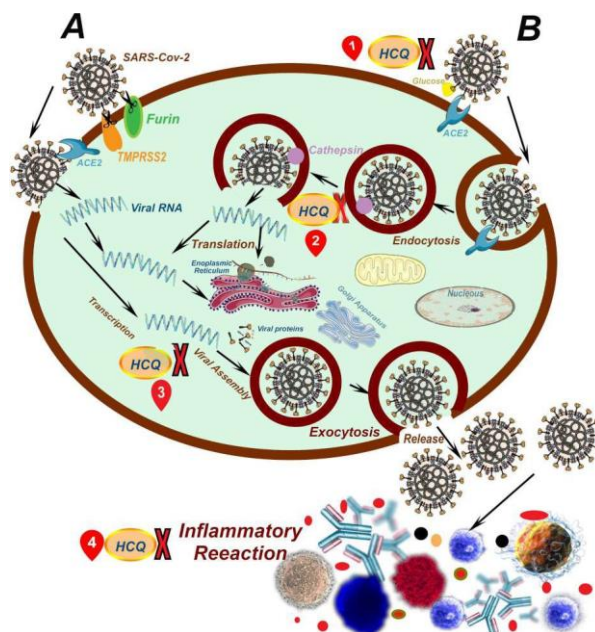 A
B
SARS-Cov-2
1 HCQ X
Glucose
Furin
ACE2
TMPRSS2
ACE2
Cathepsin
Viral RNA
HCQ X
2
Endocytosis
Translation
Enoplasmic
Reticulum
Golgi Apparatus
Nucleous
Transcription
Viral proteins
HCQ X
3
Viral Assembly
Exocytosis
Release
4 HCQ X
Inflammatory
Reeaction